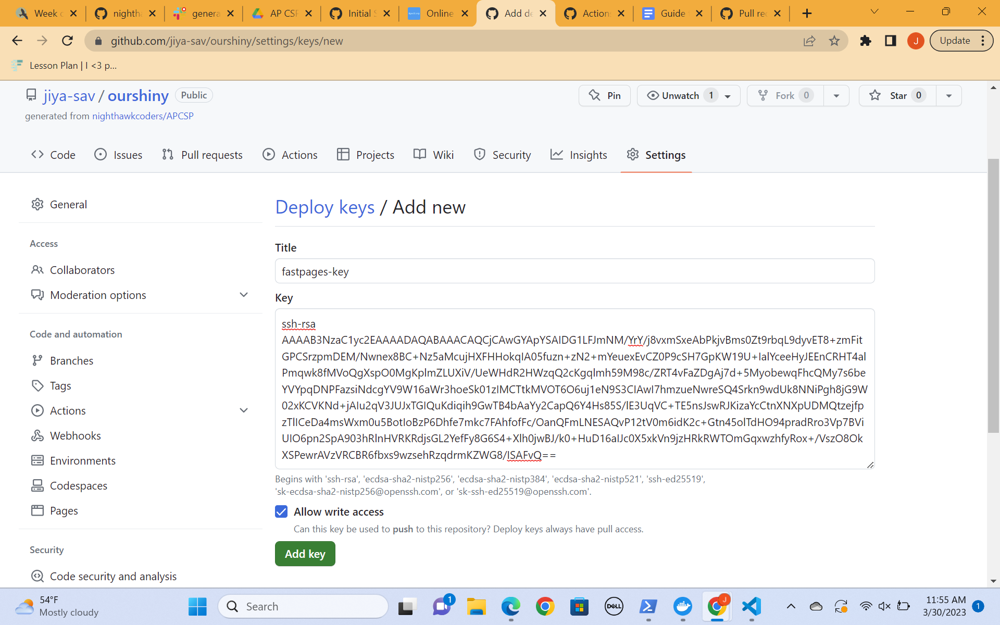 Week c
nightha
genera
AP CSP
Initial S
Online
Add de
Action
Guide
Pull rec
github.com/jiya-sav/ourshiny/settings/keys/new
J
Update
Lesson Plan | I <3 p...
jiya-sav / ourshiny Public
Pin
Unwatch 1
Fork 0
Star 0
generated from nighthawkcoders/APCSP
Code
Issues
Pull requests
Actions
Projects
Wiki
Security
Insights
Settings
General
Access
Collaborators
Moderation options
Code and automation
Branches
Tags
Actions
Webhooks
Environments
Codespaces
Pages
Security
Code security and analysis
Deploy keys / Add new
Title
fastpages-key
Key
ssh-rsa
AAAAB3NzaC1yc2EAAAADAQABAAACAQCjCAwGYApYSAIDG1LFJmNM/YrY/j8vxmSxeAbPkjvBms0Zt9rbqL9dyvET8+zmFit
GPCSrzpmDEM/Nwnex8BC+Nz5aMcujHXFHHokqIA05fuzn+zN2+mYeuexEvCZ0P9cSH7GpKW19U+IalYceeHyJEEnCRHT4al
Pmqwk8fMVoQgXspO0MgKplmZLUXiV/UeWHdR2HWzqQ2cKgqlmh59M98c/ZRT4vFaZDgAj7d+5MyobewqFhcQMy7s6be
YVYpqDNPFazsiNdcgYV9W16aWr3hoeSk01zIMCTtkMVOT6O6uj1eN9S3CIAwI7hmzueNwreSQ4Srkn9wdUk8NNiPgh8jG9W
02xKCVKNd+jAIu2qV3JUJxTGIQuKdiqih9GwTB4bAaYy2CapQ6Y4Hs85S/lE3UqVC+TE5nsJswRJKizaYcCtnXNXpUDMQtzejfp
zTlICeDa4msWxm0u5BotIoBzP6Dhfe7mkc7FAhfofFc/OanQFmLNESAQvP12tV0m6idK2c+Gtn45olTdHO94pradRro3Vp7BVi
UIO6pn2SpA903hRlnHVRKRdjsGL2YefFy8G6S4+Xlh0jwBJ/k0+HuD16aIJc0X5xkVn9jzHRkRWTOmGqxwzhfyRox+/VszO8Ok
XSPewrAVzVRCBR6fbxs9wzsehRzqdrmKZWG8/ISAFvQ==
Begins with 'ssh-rsa', 'ecdsa-sha2-nistp256', 'ecdsa-sha2-nistp384', 'ecdsa-sha2-nistp521', 'ssh-ed25519',
'sk-ecdsa-sha2-nistp256@openssh.com', or 'sk-ssh-ed25519@openssh.com'.
Allow write access
Can this key be used to push to this repository? Deploy keys always have pull access.
Add key
54°F
Mostly cloudy
Search
1
DELL
J
11:55 AM
3/30/2023
1